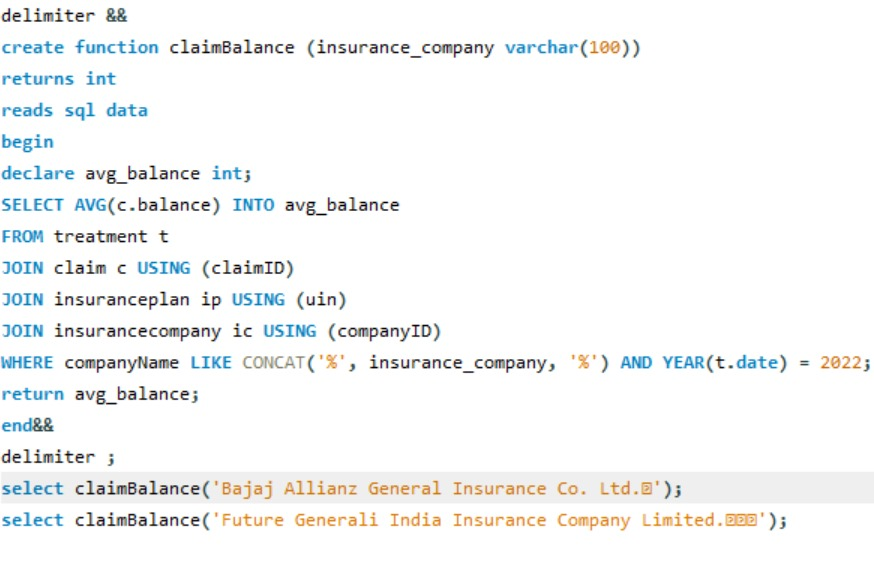 delimiter &&
create function claimBalance (insurance_company varchar(100))
returns int
reads sql data
begin
declare avg_balance int;
SELECT AVG(c.balance) INTO avg_balance
FROM treatment t
JOIN claim c USING (claimID)
JOIN insuranceplan ip USING (uin)
JOIN insurancecompany ic USING (companyID)
WHERE companyName LIKE CONCAT('%', insurance_company, '%') AND YEAR(t.date) = 2022;
return avg_balance;
end&&
delimiter ;
select claimBalance('Bajaj Allianz General Insurance Co. Ltd.');
select claimBalance('Future Generali India Insurance Company Limited.');